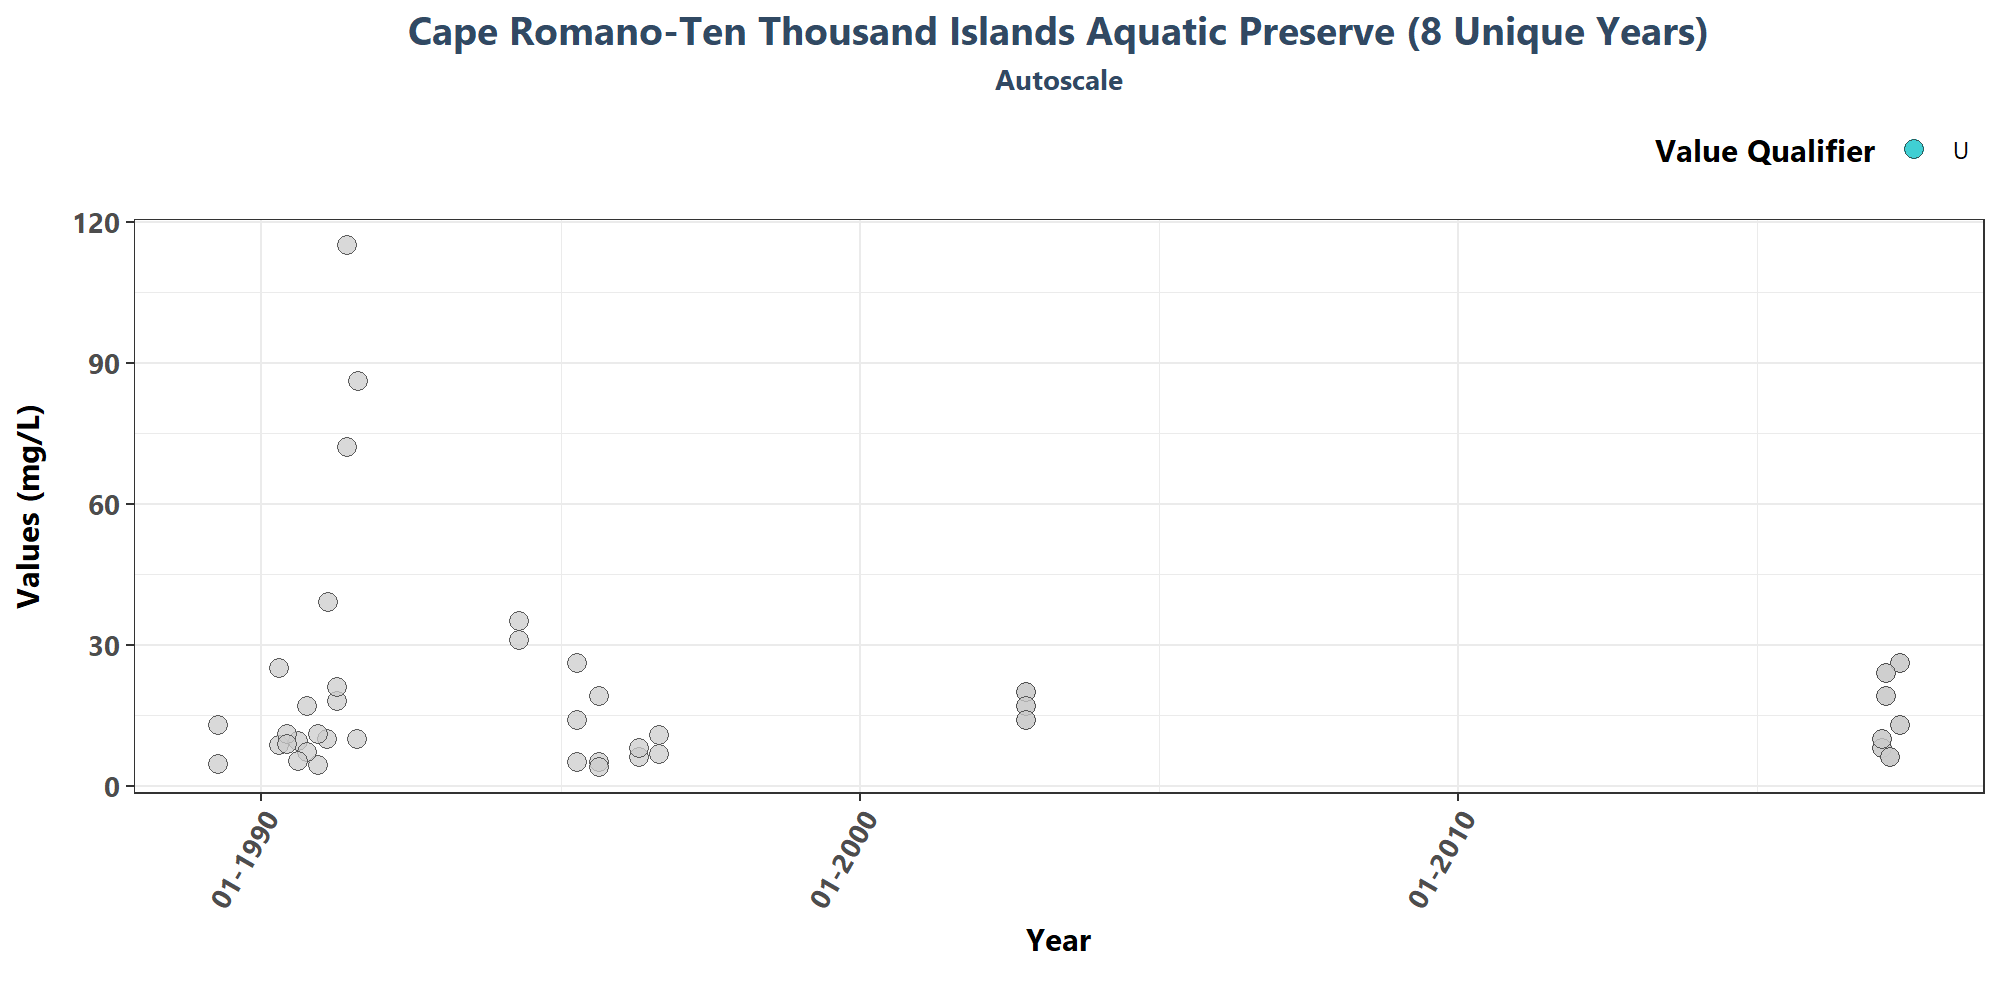 Cape Romano-Ten Thousand Islands Aquatic Preserve (8 Unique Years)
Autoscale
Value Qualifier U
Values (mg/L)
120
90
60
30
0
01-1990
01-2000
01-2010
Year